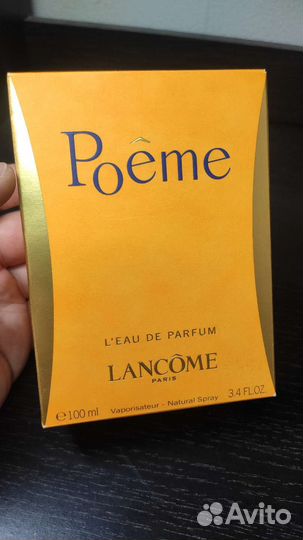 Poême
L'EAU DE PARFUM
LANCÔME
PARIS
℮100 ml Vaporisateur - Natural Spray 3.4 FL.OZ.
Avito